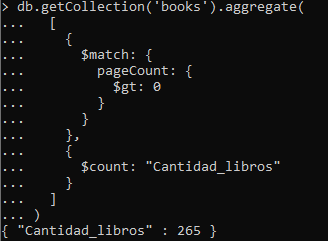 > db.getCollection('books').aggregate(
...   [
...     {
...       $match: {
...         pageCount: {
...           $gt: 0
...         }
...       }
...     },
...     {
...       $count: "Cantidad_libros"
...     }
...   ]
... )
{ "Cantidad_libros" : 265 }